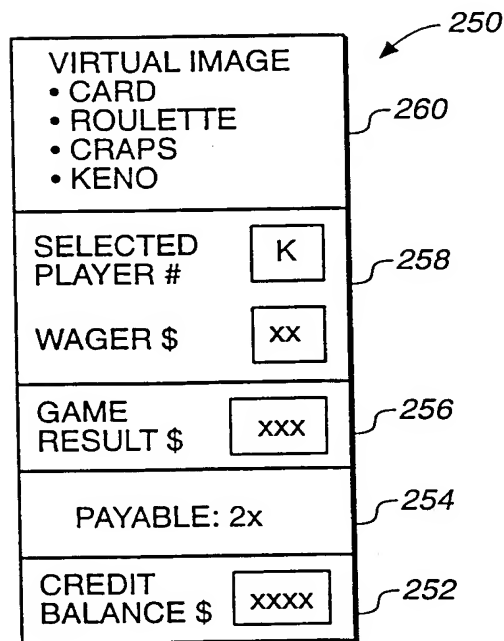 250
VIRTUAL IMAGE
• CARD
• ROULETTE
• CRAPS
• KENO
260
SELECTED
PLAYER #
K
258
WAGER $
xx
GAME
RESULT $
xxx
256
PAYABLE: 2x
254
CREDIT
BALANCE $
xxxx
252